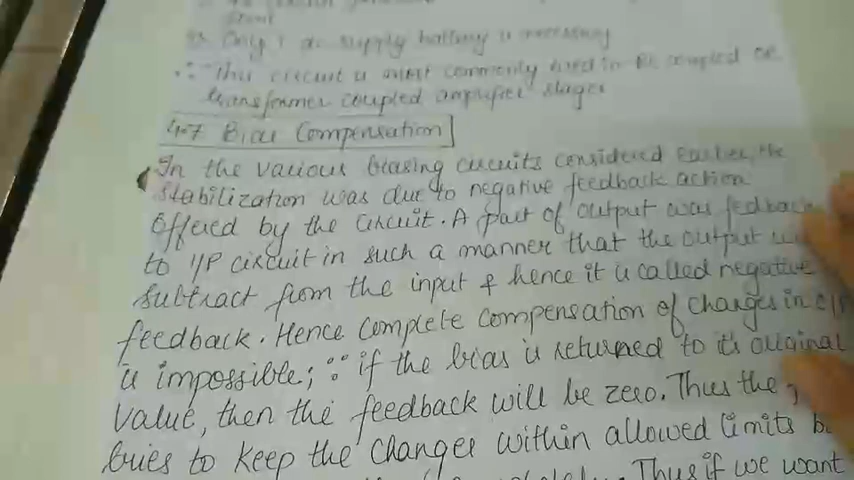 Only 1 dc supply battery is necessary
∴ This circuit is most commonly used in RC coupled or
transformer coupled amplifier stages
4.7 Bias Compensation
In the various biasing circuits considered earlier, the
stabilization was due to negative feedback action
offered by the circuit. A part of output was fedback
to I/P circuit in such a manner that the output
subtract from the input & hence it is called negative
feedback. Hence complete compensation of changes in O/P
is impossible; ∵ if the bias is returned to its original
value, then the feedback will be zero. Thus the
tries to keep the changes within allowed limits b
Thus if we want